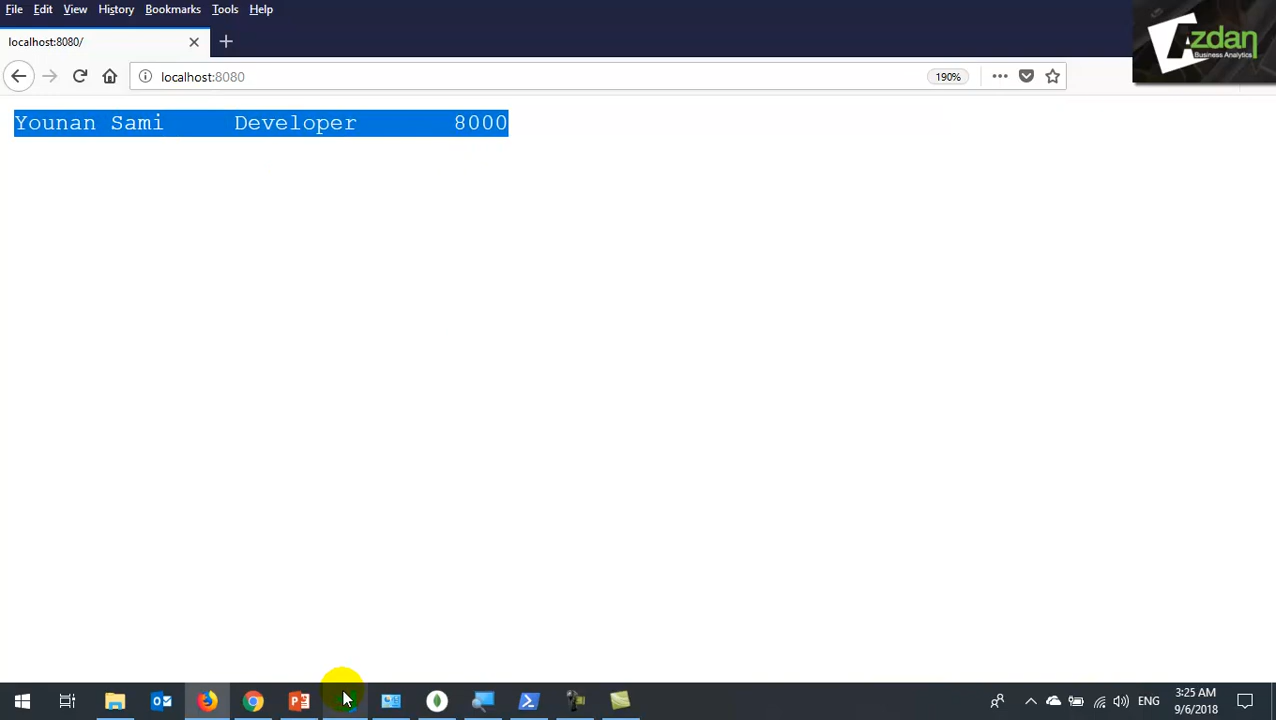 File Edit View History Bookmarks Tools Help
localhost:8080/
localhost:8080
190%
Azdan
Business Analytics
Younan Sami Developer 8000
ENG
3:25 AM
9/6/2018